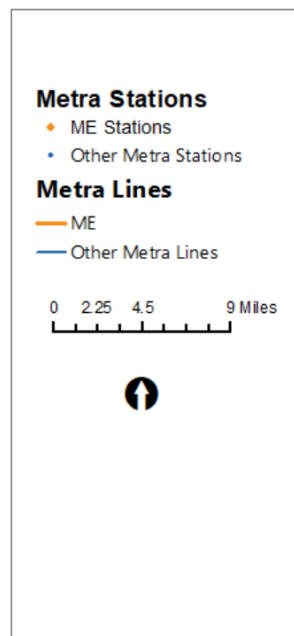 Metra Stations
ME Stations
Other Metra Stations
Metra Lines
ME
Other Metra Lines
0 2.25 4.5 9 Miles